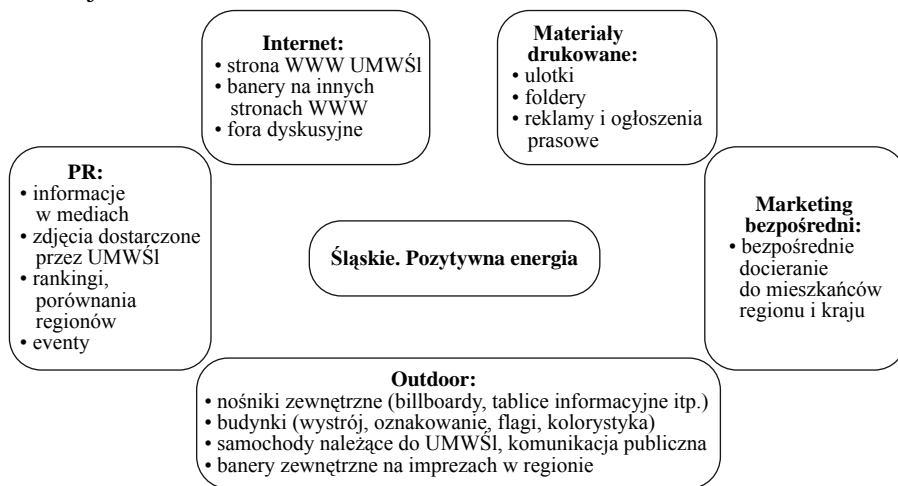 Internet:
• strona WWW UMWŚl
• banery na innych
stronach WWW
• fora dyskusyjne
Materiały
drukowane:
• ulotki
• foldery
• reklamy i ogłoszenia
prasowe
PR:
• informacje
w mediach
• zdjęcia dostarczone
przez UMWŚl
• rankingi,
porównania
regionów
• eventy
Śląskie. Pozytywna energia
Marketing
bezpośredni:
• bezpośrednie
docieranie
do mieszkańców
regionu i kraju
Outdoor:
• nośniki zewnętrzne (billboardy, tablice informacyjne itp.)
• budynki (wystrój, oznakowanie, flagi, kolorystyka)
• samochody należące do UMWŚl, komunikacja publiczna
• banery zewnętrzne na imprezach w regionie